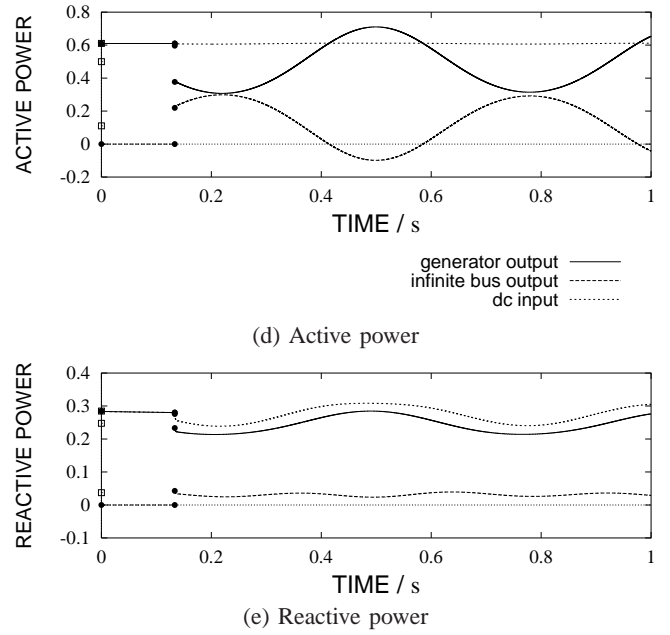 ACTIVE POWER
0.8
0.6
0.4
0.2
0
-0.2
0 0.2 0.4 0.6 0.8 1
TIME / s
generator output
infinite bus output
dc input
(d) Active power
REACTIVE POWER
0.4
0.3
0.2
0.1
0
-0.1
0 0.2 0.4 0.6 0.8 1
TIME / s
(e) Reactive power